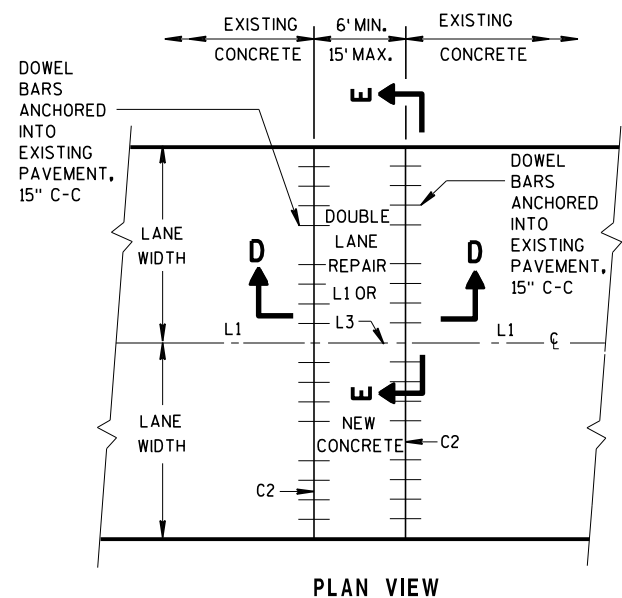 EXISTING
CONCRETE
6' MIN.
15' MAX.
EXISTING
CONCRETE
DOWEL
BARS
ANCHORED
INTO
EXISTING
PAVEMENT,
15" C-C
E
DOWEL
BARS
ANCHORED
INTO
EXISTING
PAVEMENT,
15" C-C
LANE
WIDTH
D
DOUBLE
LANE
REPAIR
L1 OR
L3
D
L1
L1
℄
E
LANE
WIDTH
NEW
CONCRETE
C2
C2
PLAN VIEW